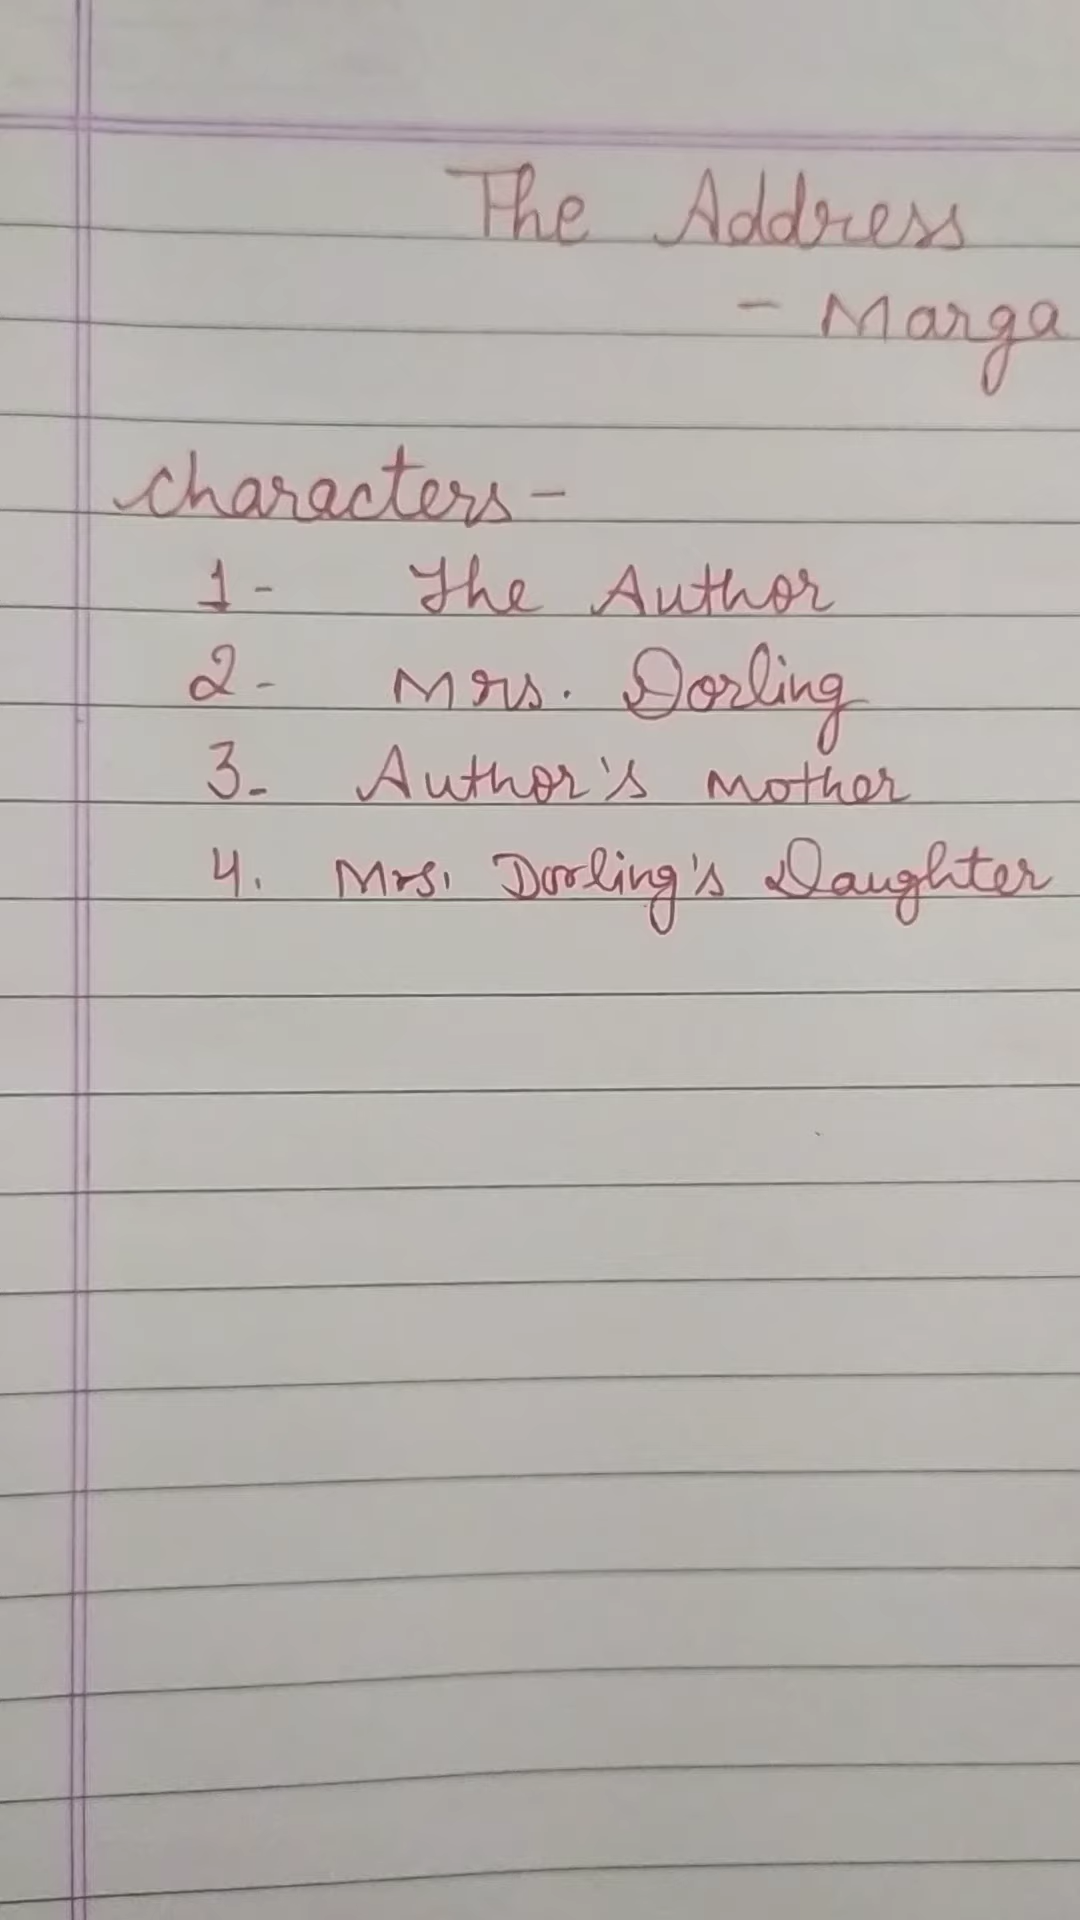 The Address
- Marga
characters -
1- The Author
2- Mrs. Dorling
3- Author's mother
4. Mrs. Dorling's Daughter